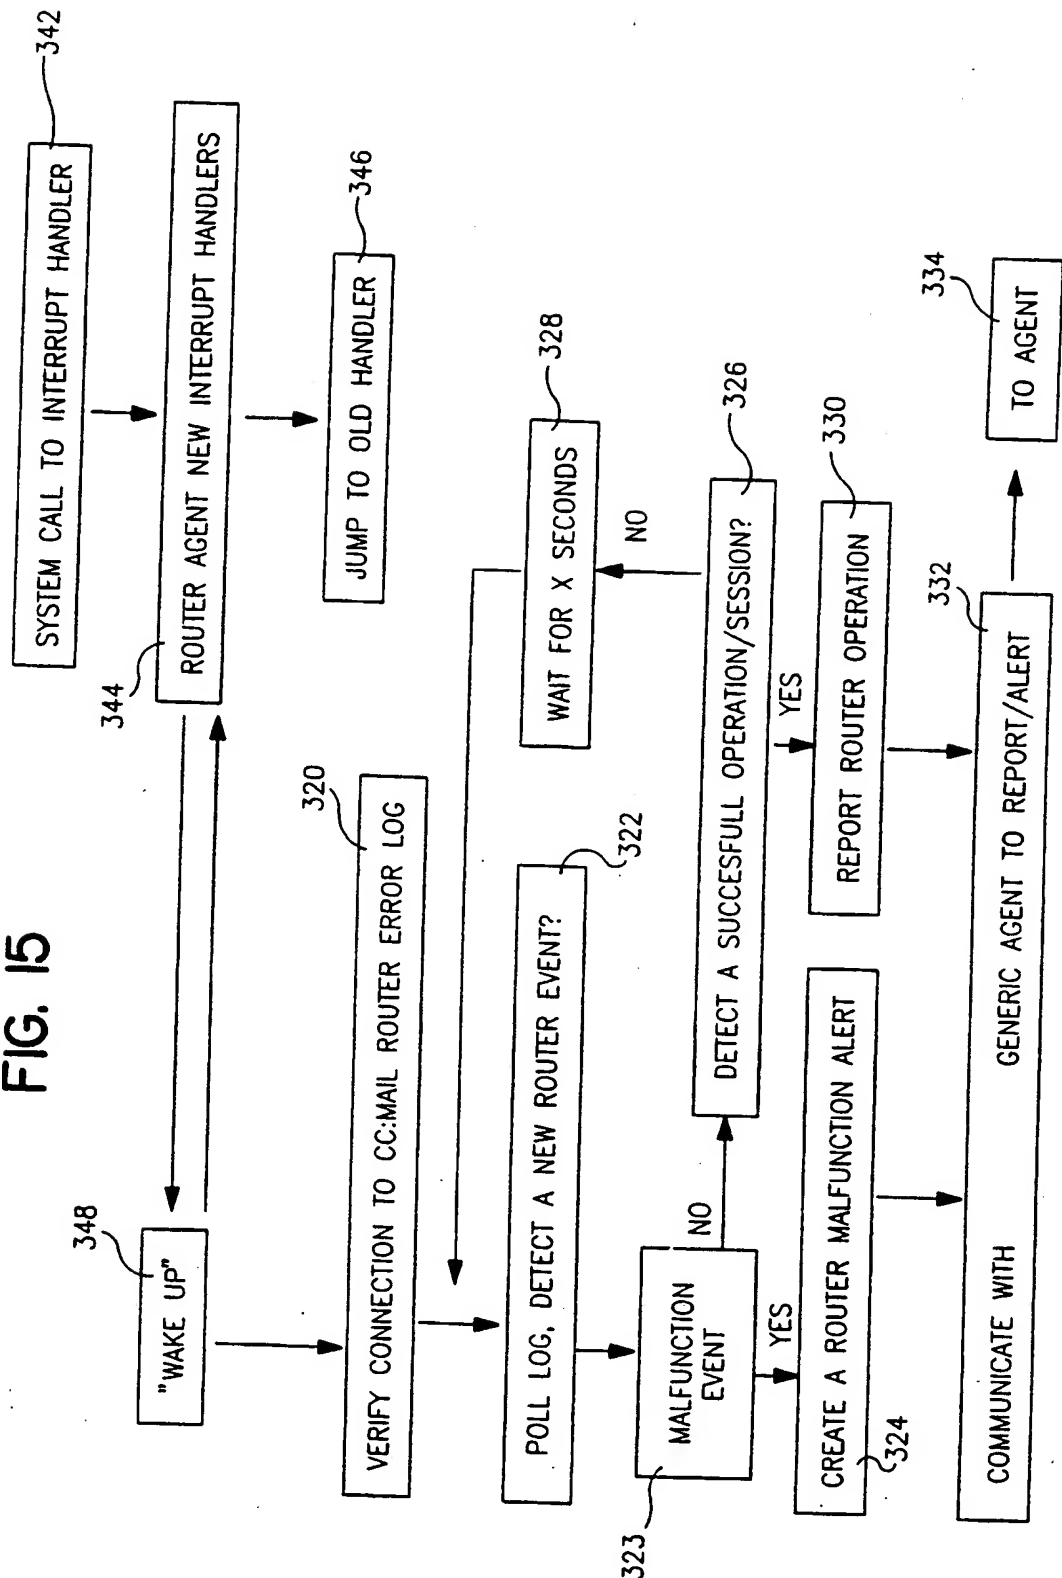 FIG. 15
342
SYSTEM CALL TO INTERRUPT HANDLER
344
ROUTER AGENT NEW INTERRUPT HANDLERS
346
JUMP TO OLD HANDLER
348
"WAKE UP"
320
VERIFY CONNECTION TO CC:MAIL ROUTER ERROR LOG
328
WAIT FOR X SECONDS
322
POLL LOG, DETECT A NEW ROUTER EVENT?
NO
323
MALFUNCTION
EVENT
NO
326
DETECT A SUCCESFULL OPERATION/SESSION?
YES
YES
324
CREATE A ROUTER MALFUNCTION ALERT
330
REPORT ROUTER OPERATION
332
COMMUNICATE WITH GENERIC AGENT TO REPORT/ALERT
334
TO AGENT